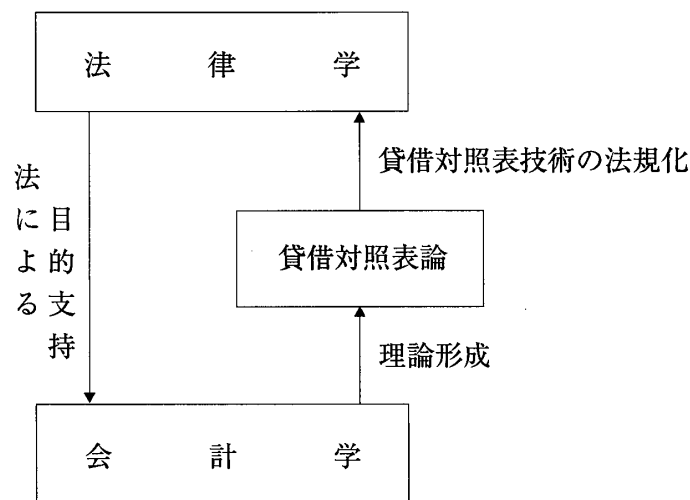 法律学
貸借対照表技術の法規化
法による
目的支持
貸借対照表論
理論形成
会計学